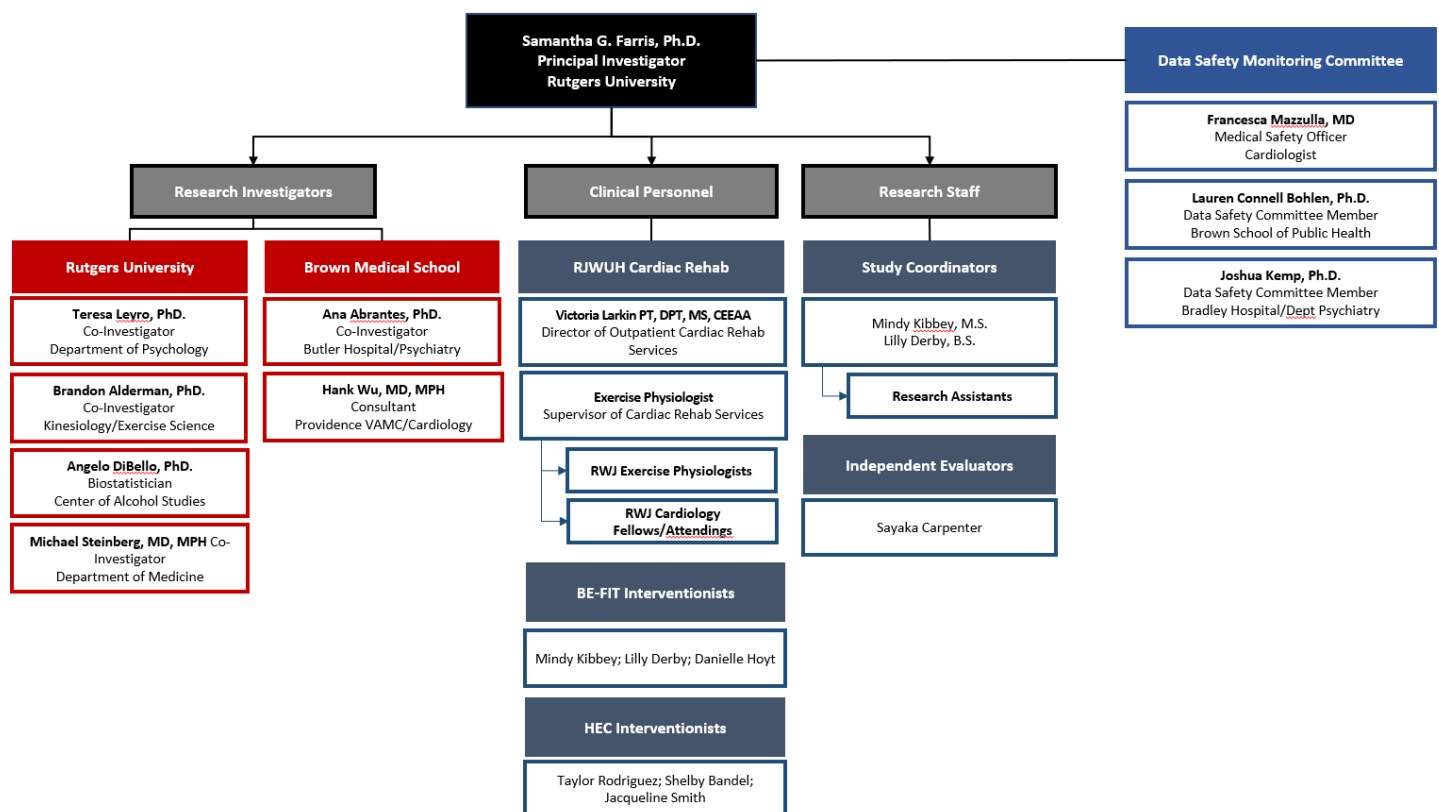 Samantha G. Farris, Ph.D.
Principal Investigator
Rutgers University
Data Safety Monitoring Committee
Francesca Mazzulla, MD
Medical Safety Officer
Cardiologist
Lauren Connell Bohlen, Ph.D.
Data Safety Committee Member
Brown School of Public Health
Joshua Kemp, Ph.D.
Data Safety Committee Member
Bradley Hospital/Dept Psychiatry
Research Investigators
Rutgers University
Teresa Leyro, PhD.
Co-Investigator
Department of Psychology
Brandon Alderman, PhD.
Co-Investigator
Kinesiology/Exercise Science
Angelo DiBello, PhD.
Biostatistician
Center of Alcohol Studies
Michael Steinberg, MD, MPH Co-
Investigator
Department of Medicine
Brown Medical School
Ana Abrantes, PhD.
Co-Investigator
Butler Hospital/Psychiatry
Hank Wu, MD, MPH
Consultant
Providence VAMC/Cardiology
Clinical Personnel
RJWUH Cardiac Rehab
Victoria Larkin PT, DPT, MS, CEEAA
Director of Outpatient Cardiac Rehab
Services
Exercise Physiologist
Supervisor of Cardiac Rehab Services
RWJ Exercise Physiologists
RWJ Cardiology
Fellows/Attendings
BE-FIT Interventionists
Mindy Kibbey; Lilly Derby; Danielle Hoyt
HEC Interventionists
Taylor Rodriguez; Shelby Bandel;
Jacqueline Smith
Research Staff
Study Coordinators
Mindy Kibbey, M.S.
Lilly Derby, B.S.
Research Assistants
Independent Evaluators
Sayaka Carpenter